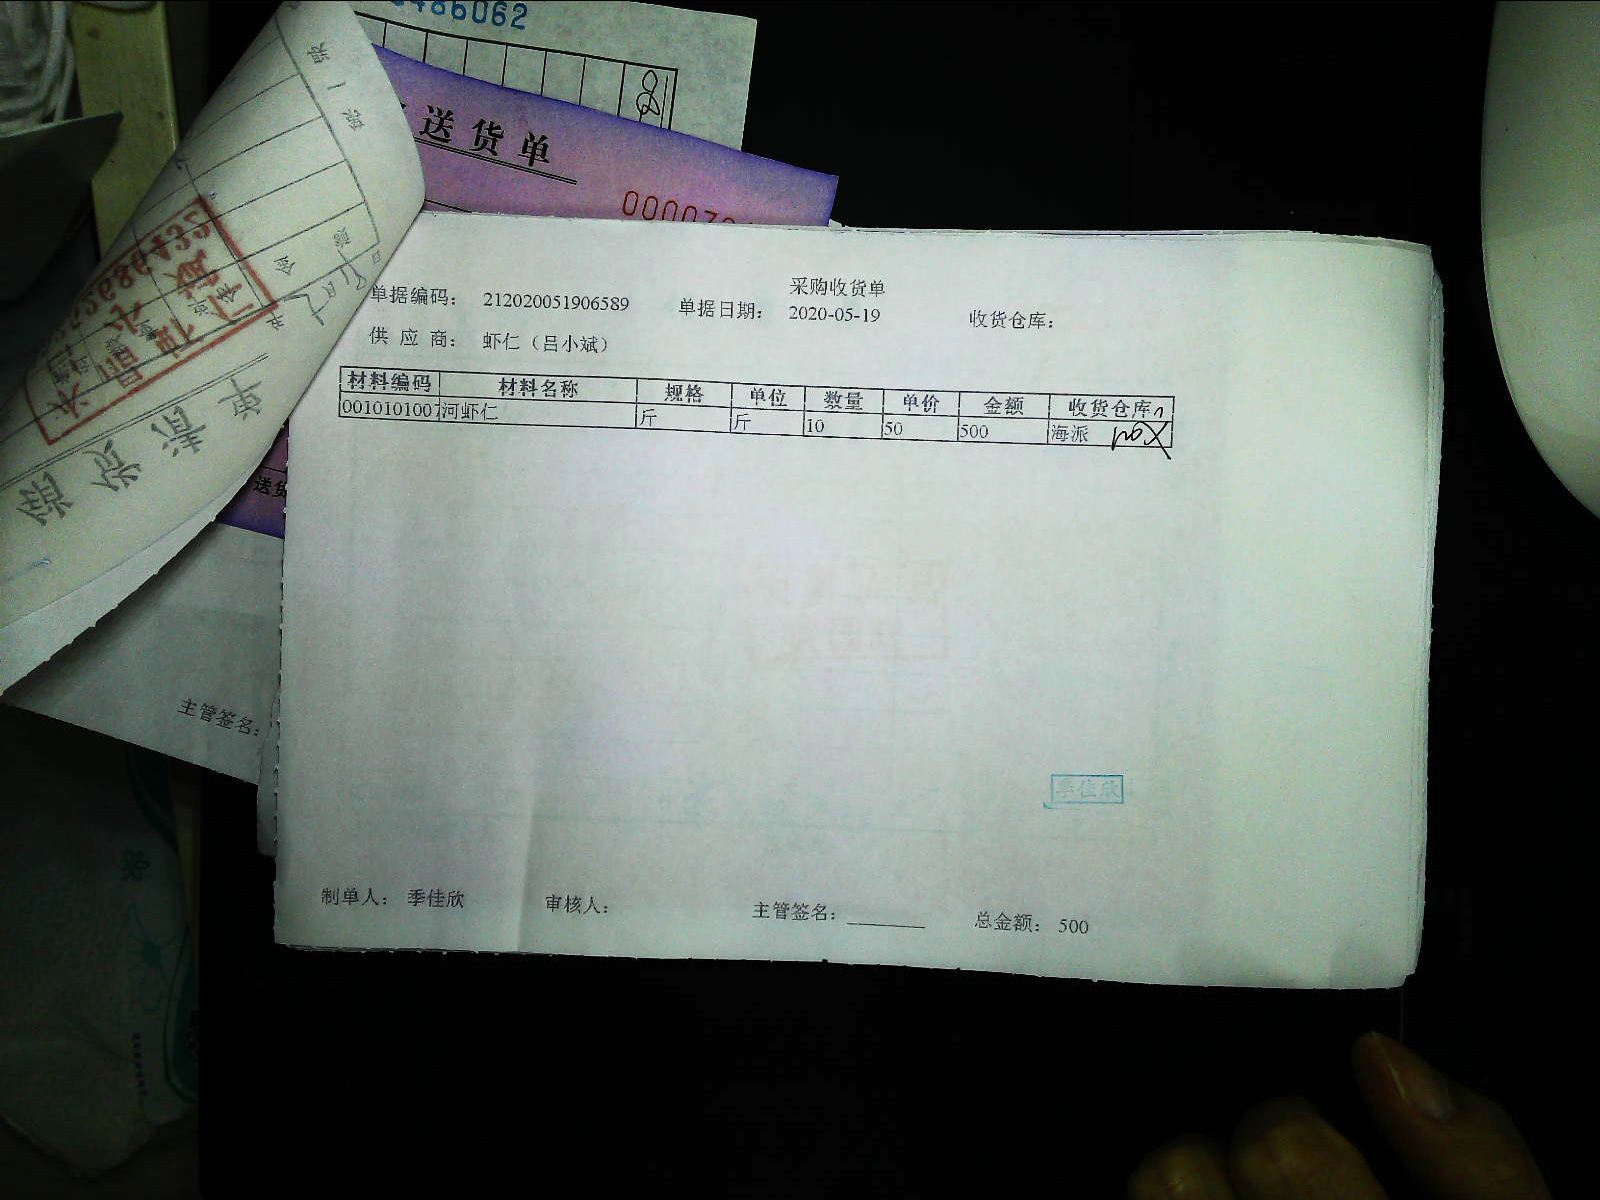 486062
送货单
00007
采购收货单
单据编码: 212020051906589 单据日期: 2020-05-19 收货仓库:
供 应 商: 虾仁（吕小斌）
材料编码 材料名称 规格 单位 数量 单价 金额 收货仓库
0010101007 河虾仁 斤 斤 10 50 500 海派
送货
主管签名:
季佳欣
制单人: 季佳欣 审核人: 主管签名: 总金额: 500